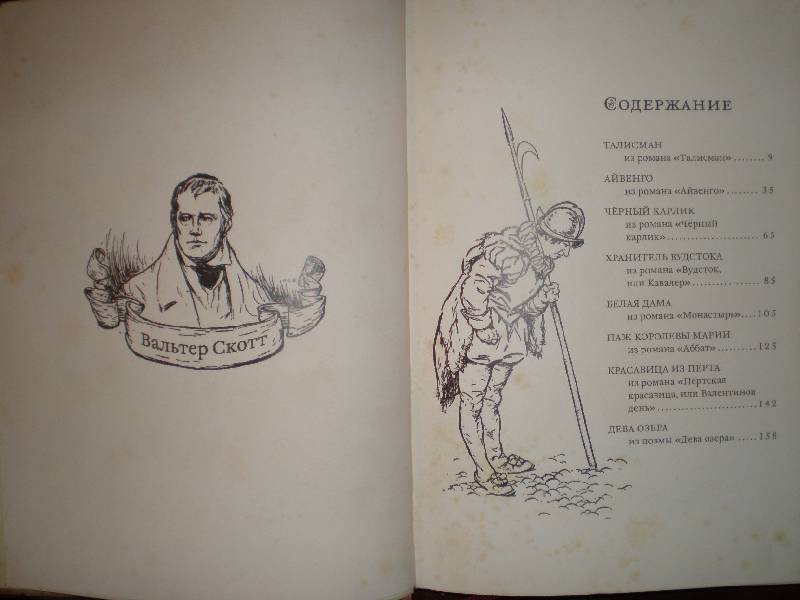 Вальтер Скотт
Содержание
ТАЛИСМАН
из романа «Талисман» ........ 9
АЙВЕНГО
из романа «Айвенго» ......... 35
ЧЁРНЫЙ КАРЛИК
из романа «Чёрный
карлик» ........................ 65
ХРАНИТЕЛЬ ВУДСТОКА
из романа «Вудсток,
или Кавалер» .................. 85
БЕЛАЯ ДАМА
из романа «Монастырь» .... 105
ПАЖ КОРОЛЕВЫ МАРИИ
из романа «Аббат» ........... 125
КРАСАВИЦА ИЗ ПЕРТА
из романа «Пертская
красавица, или Валентинов
день» ........................... 142
ДЕВА ОЗЕРА
из поэмы «Дева озера» ..... 158